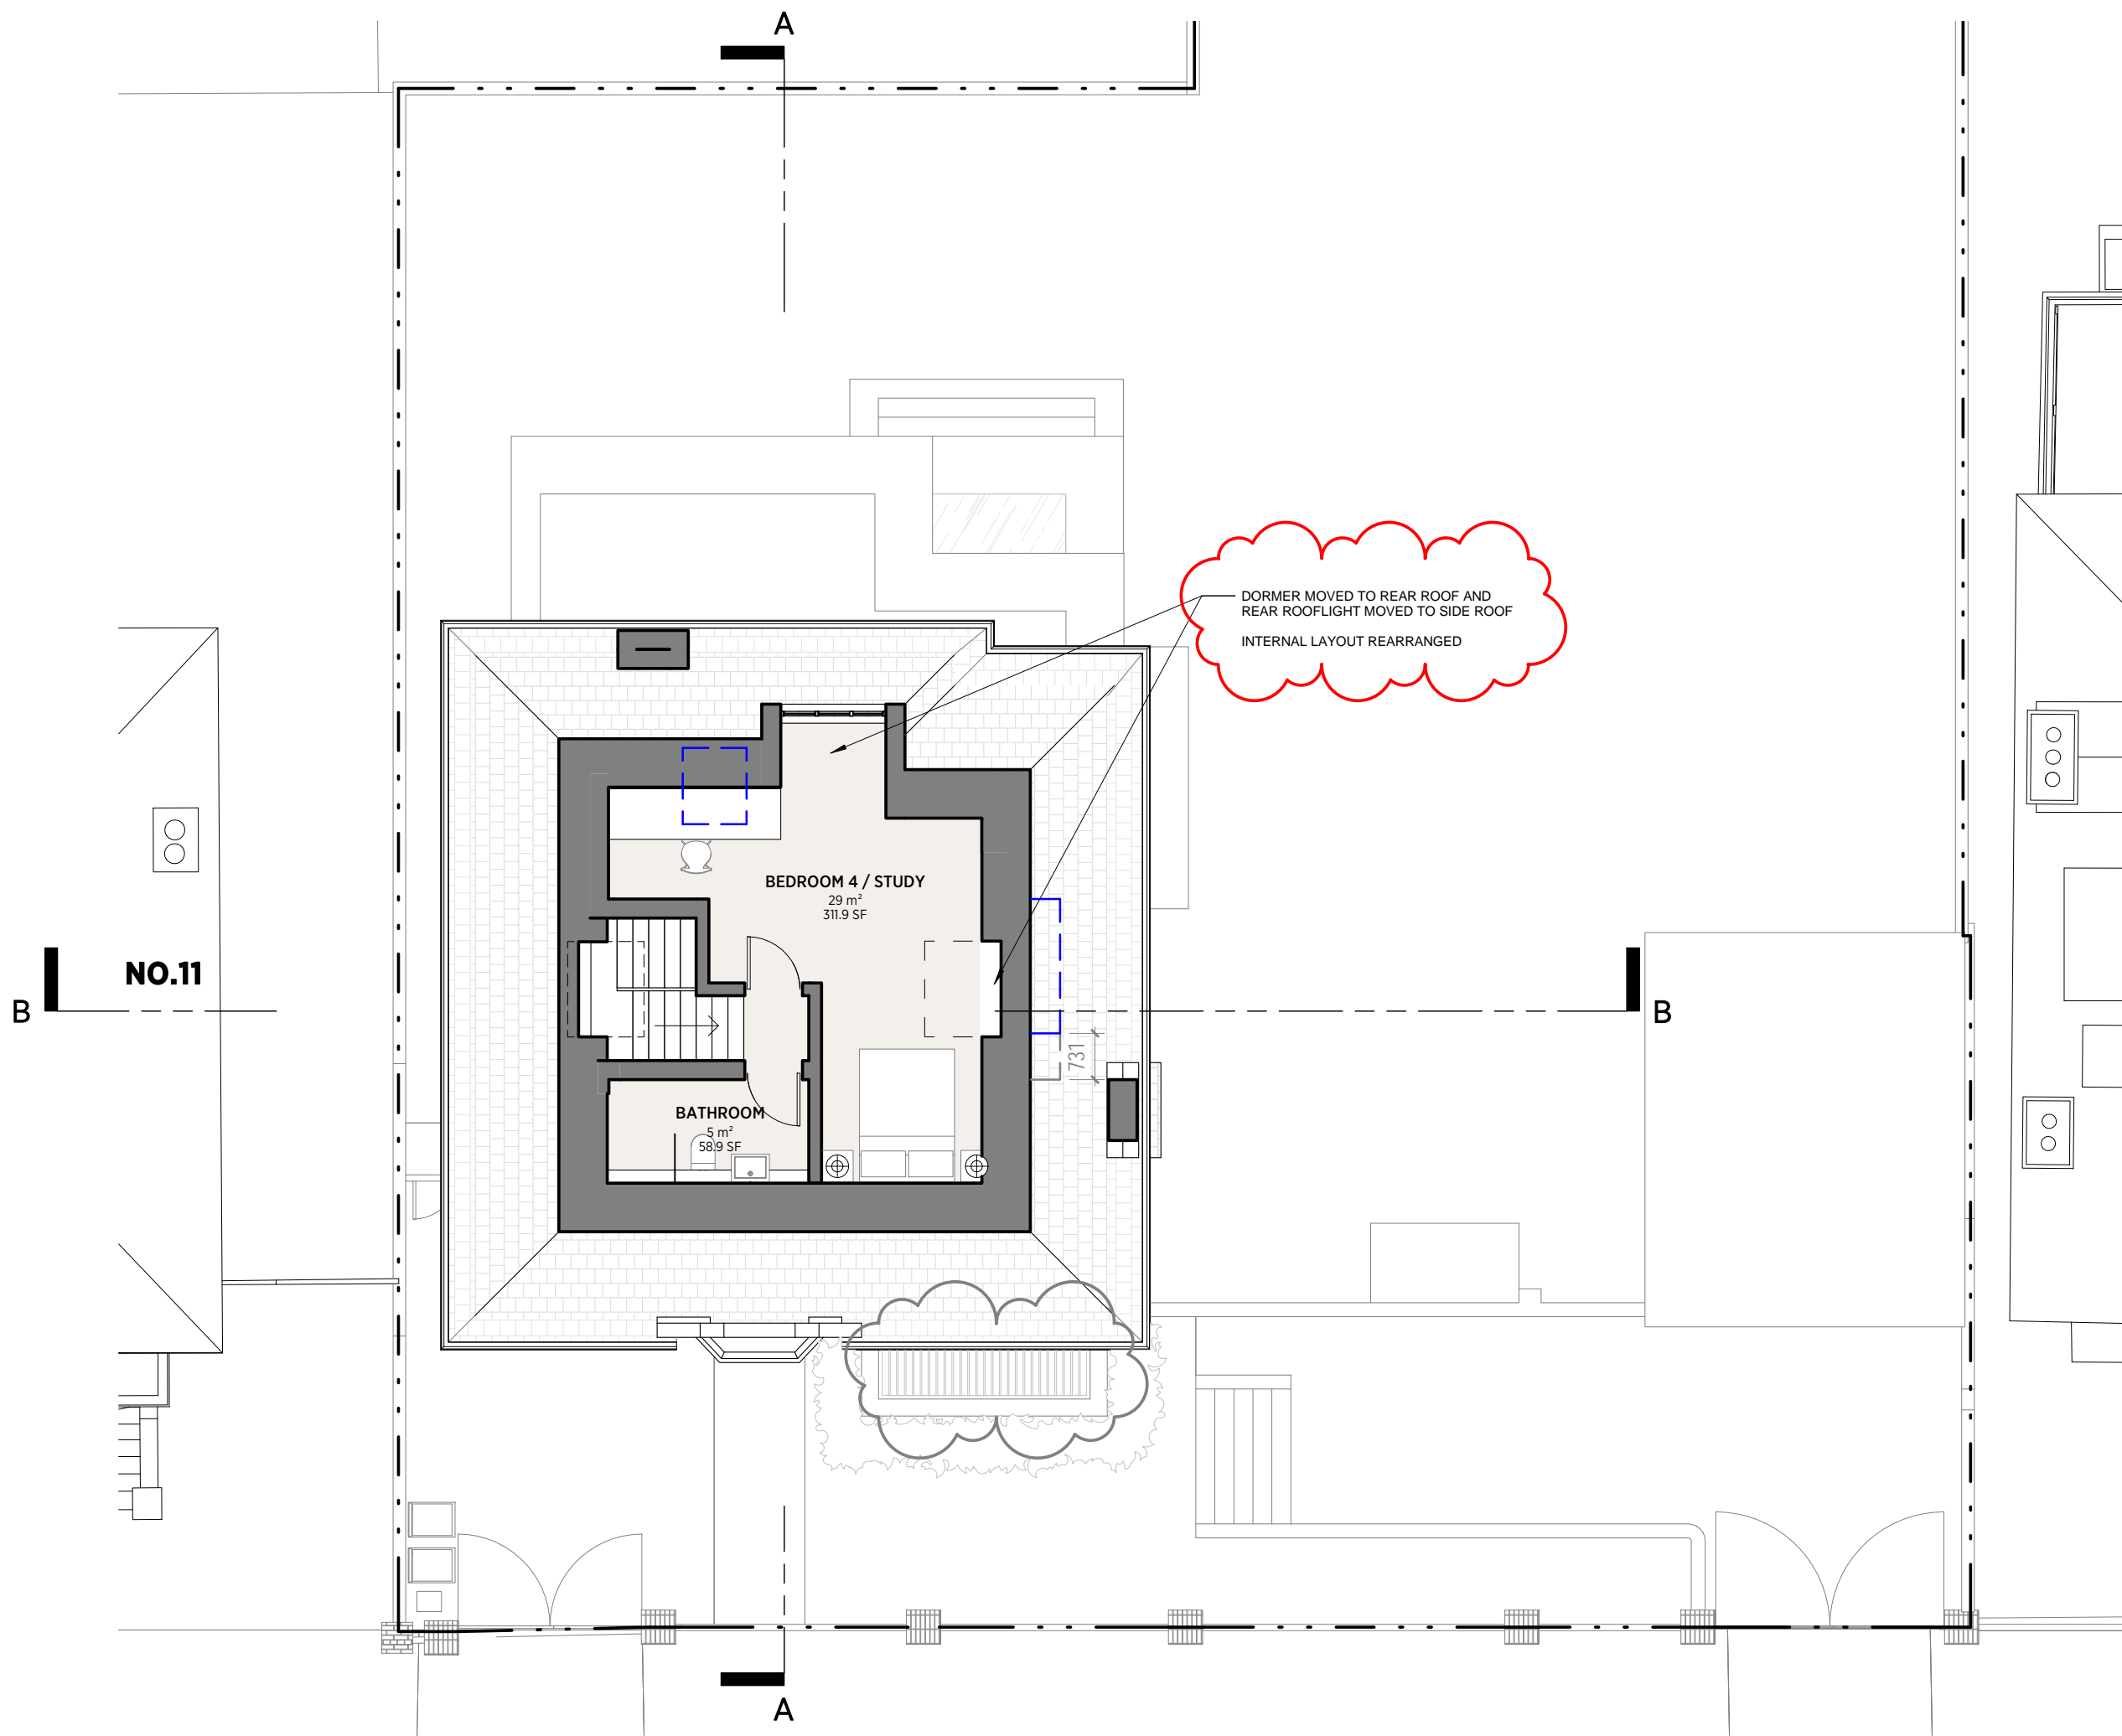 A
DORMER MOVED TO REAR ROOF AND
REAR ROOFLIGHT MOVED TO SIDE ROOF
INTERNAL LAYOUT REARRANGED
BEDROOM 4 / STUDY
29 m²
311.9 SF
NO.11
B
B
731
BATHROOM
5 m²
58.9 SF
A